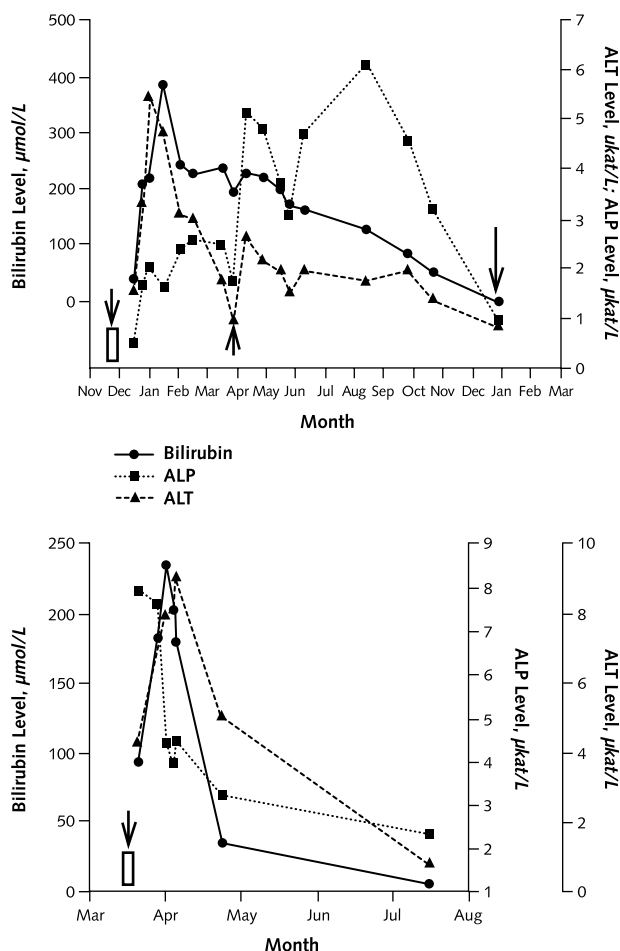 500
400
300
200
100
0
Bilirubin Level, µmol/L
7
6
5
4
3
2
1
0
ALT Level, ukat/L; ALP Level, µkat/L
Nov Dec Jan Feb Mar Apr May Jun Jul Aug Sep Oct Nov Dec Jan Feb Mar
Month
Bilirubin
ALP
ALT
250
200
150
100
50
0
Bilirubin Level, µmol/L
9
8
7
6
5
4
3
2
1
ALP Level, µkat/L
10
8
6
4
2
0
ALT Level, µkat/L
Mar Apr May Jun Jul Aug
Month